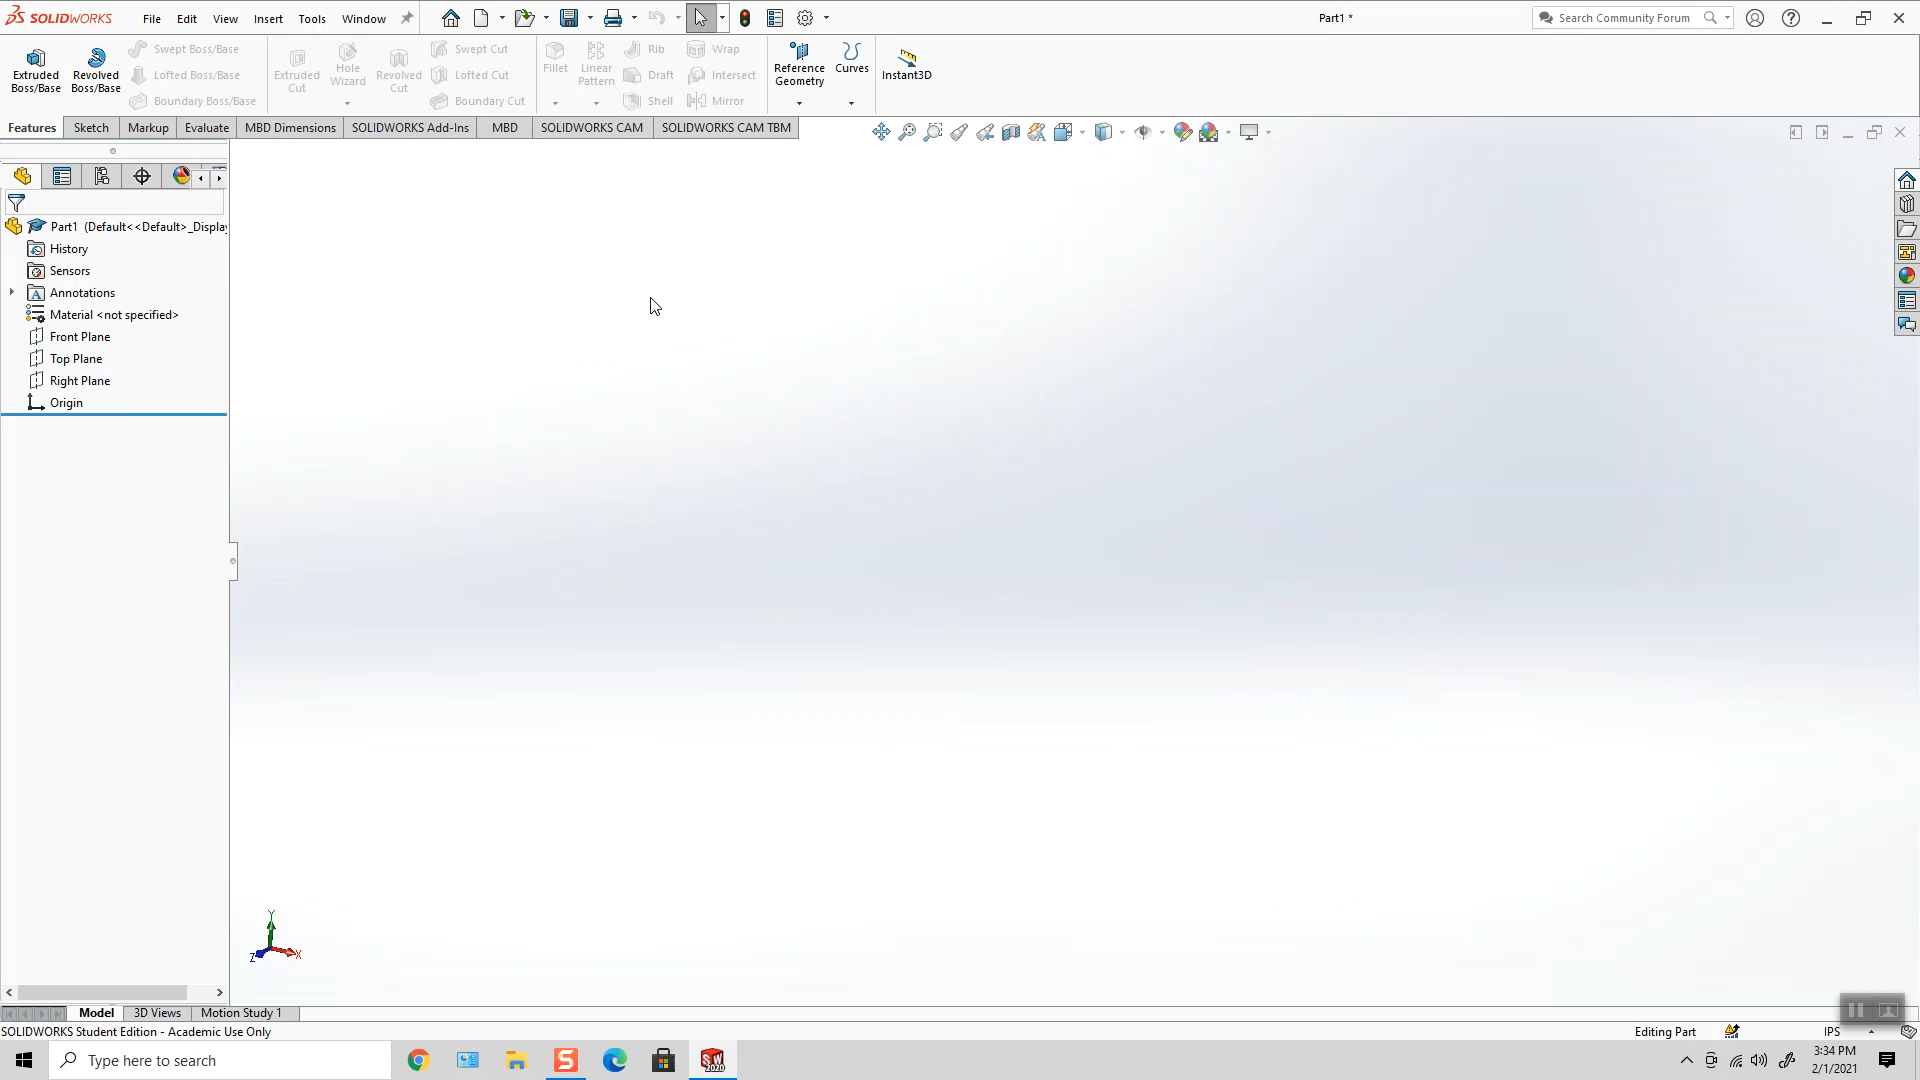 SOLIDWORKS File Edit View Insert Tools Window Part1 * Search Community Forum
Extruded Boss/Base
Revolved Boss/Base
Swept Boss/Base
Lofted Boss/Base
Boundary Boss/Base
Extruded Cut
Hole Wizard
Revolved Cut
Swept Cut
Lofted Cut
Boundary Cut
Fillet
Linear Pattern
Rib
Draft
Shell
Wrap
Intersect
Mirror
Reference Geometry
Curves
Instant3D
Features Sketch Markup Evaluate MBD Dimensions SOLIDWORKS Add-Ins MBD SOLIDWORKS CAM SOLIDWORKS CAM TBM
Part1 (Default<<Default>_Display
History
Sensors
Annotations
Material <not specified>
Front Plane
Top Plane
Right Plane
Origin
Y
Z X
Model 3D Views Motion Study 1
SOLIDWORKS Student Edition - Academic Use Only Editing Part IPS
Type here to search
SW
2020
3:34 PM
2/1/2021